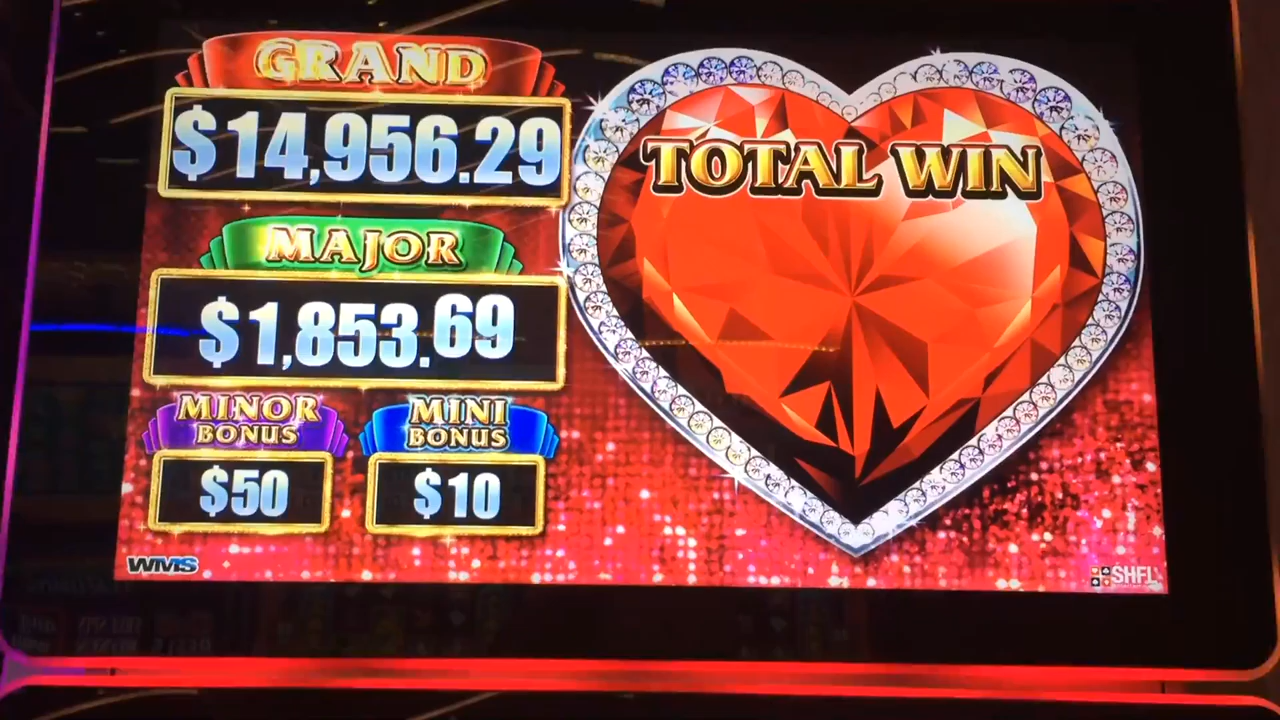 GRAND
$14,956.29
MAJOR
$1,853.69
MINOR
BONUS
$50
MINI
BONUS
$10
TOTAL WIN
WMS
SHFL